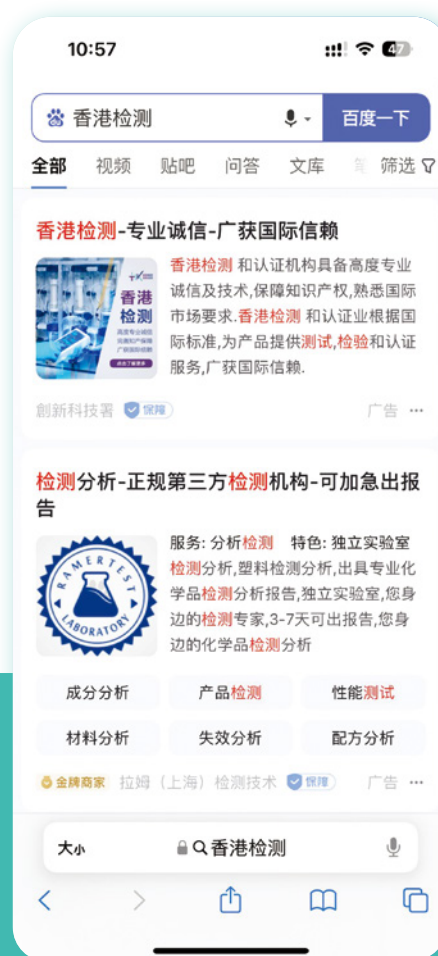 10:57
47
香港检测
百度一下
全部 视频 贴吧 问答 文库 筛选
香港检测-专业诚信-广获国际信赖
香港
检测
香港检测 和认证机构具备高度专业
诚信及技术,保障知识产权,熟悉国际
市场要求.香港检测 和认证业根据国
际标准,为产品提供测试,检验和认证
服务,广获国际信赖.
創新科技署 保障 广告
检测分析-正规第三方检测机构-可加急出报
告
RAMERTEST
LABORATORY
服务: 分析检测 特色: 独立实验室
检测分析,塑料检测分析,出具专业化
学品检测分析报告,独立实验室,您身
边的检测专家,3-7天可出报告,您身
边的化学品检测分析
成分分析 产品检测 性能测试
材料分析 失效分析 配方分析
金牌商家 拉姆（上海）检测技术 保障 广告
大小 香港检测